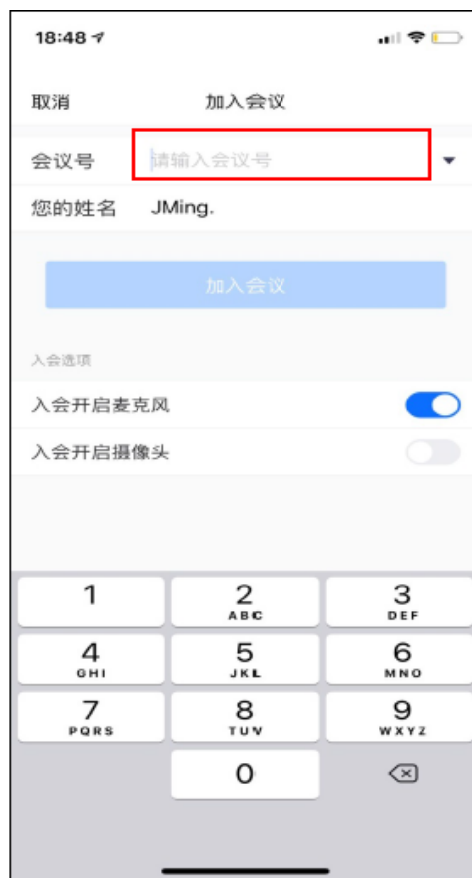 18:48
取消 加入会议
会议号 请输入会议号
您的姓名 JMing.
加入会议
入会选项
入会开启麦克风
入会开启摄像头
1 2 3
ABC DEF
4 5 6
GHI JKL MNO
7 8 9
PQRS TUV WXYZ
0